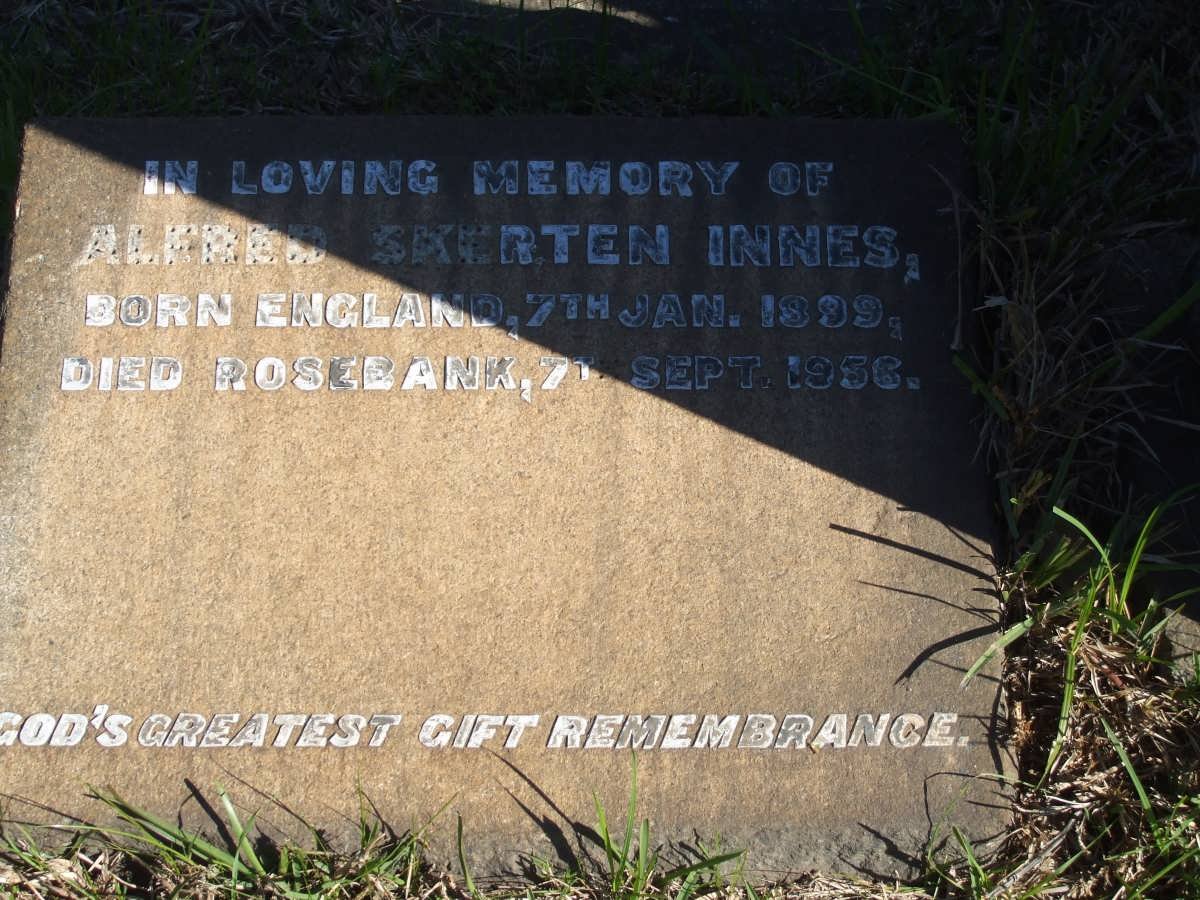 IN LOVING MEMORY OF
ALFRED SKERTEN INNES,
BORN ENGLAND, 7TH JAN. 1899,
DIED ROSEBANK, 7T SEPT. 1956.
GOD'S GREATEST GIFT REMEMBRANCE.